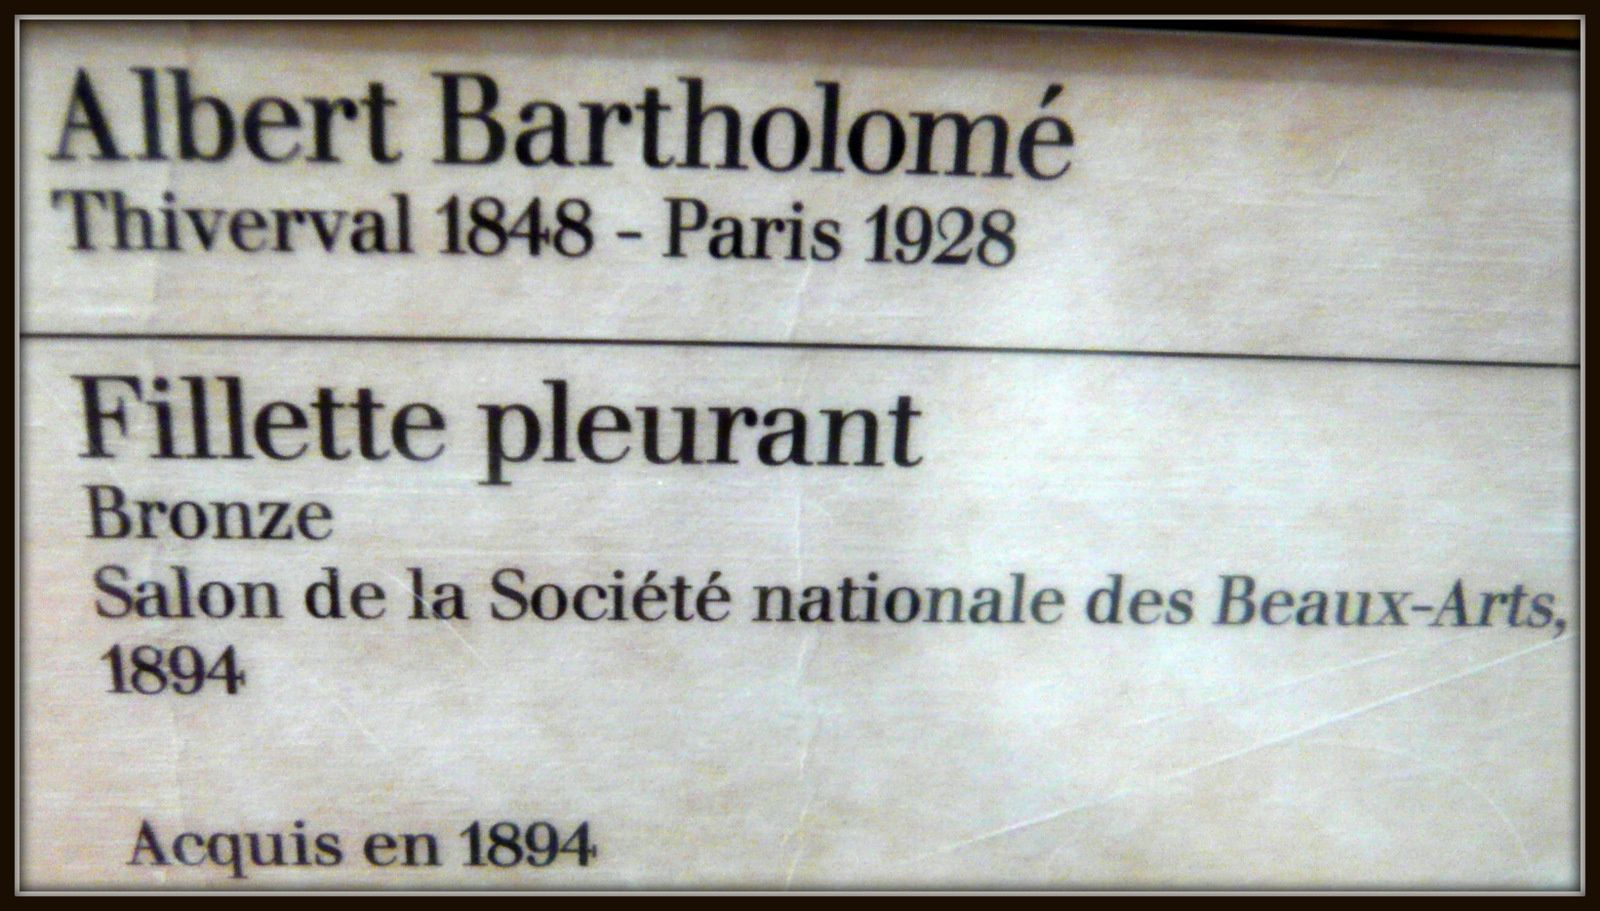 Albert Bartholomé
Thiverval 1848 - Paris 1928
Fillette pleurant
Bronze
Salon de la Société nationale des Beaux-Arts,
1894
Acquis en 1894